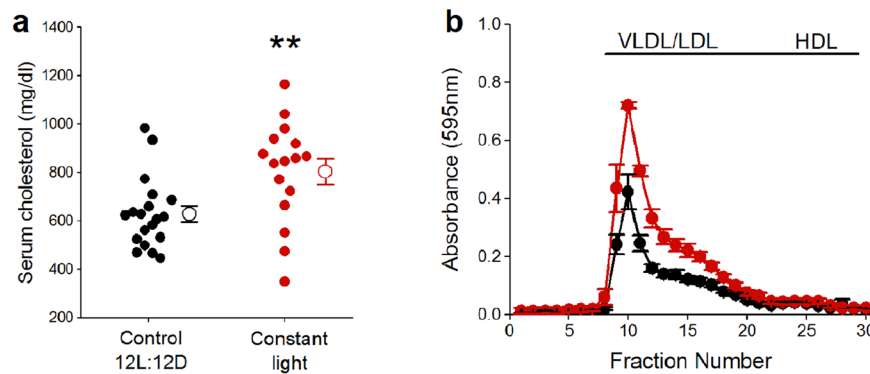 a
Serum cholesterol (mg/dl)
1400
1200
1000
800
600
400
200
**
Control
12L:12D
Constant
light
b
Absorbance (595nm)
1.0
0.8
0.6
0.4
0.2
0.0
VLDL/LDL
HDL
0
5
10
15
20
25
30
Fraction Number